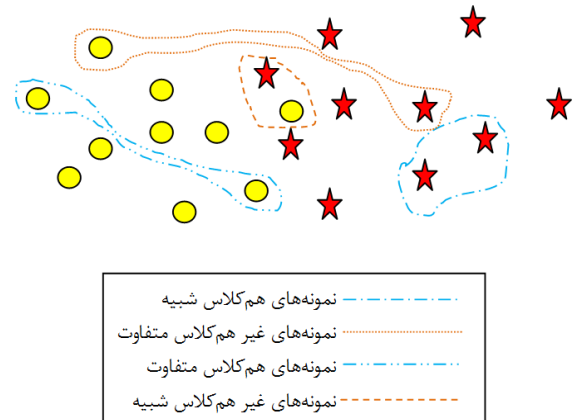 نمونه‌های هم‌کلاس شبیه
نمونه‌های غیر هم‌کلاس متفاوت
نمونه‌های هم‌کلاس متفاوت
نمونه‌های غیر هم‌کلاس شبیه